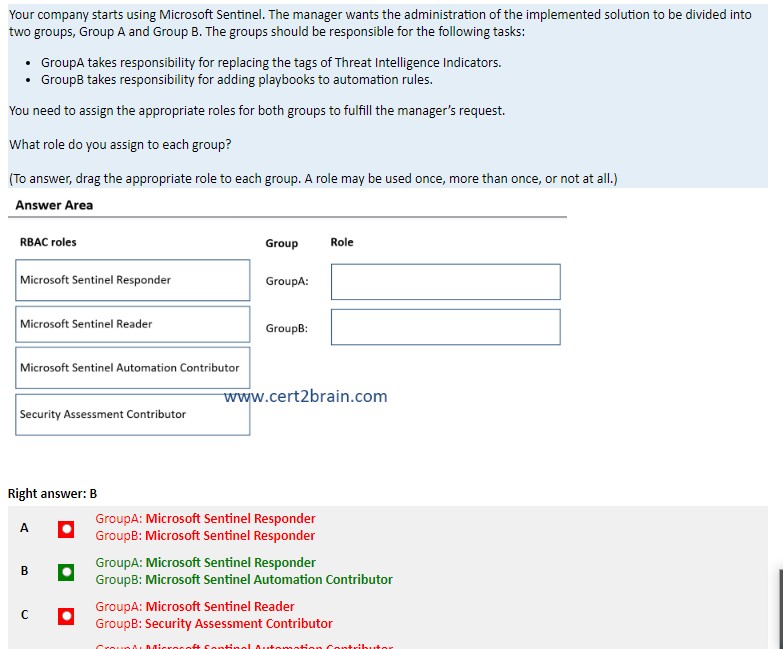 Your company starts using Microsoft Sentinel. The manager wants the administration of the implemented solution to be divided into
two groups, Group A and Group B. The groups should be responsible for the following tasks:
• GroupA takes responsibility for replacing the tags of Threat Intelligence Indicators.
• GroupB takes responsibility for adding playbooks to automation rules.
You need to assign the appropriate roles for both groups to fulfill the manager's request.
What role do you assign to each group?
(To answer, drag the appropriate role to each group. A role may be used once, more than once, or not at all.)
Answer Area
RBAC roles Group Role
Microsoft Sentinel Responder GroupA:
Microsoft Sentinel Reader GroupB:
Microsoft Sentinel Automation Contributor
www.cert2brain.com
Security Assessment Contributor
Right answer: B
A GroupA: Microsoft Sentinel Responder
GroupB: Microsoft Sentinel Responder
B GroupA: Microsoft Sentinel Responder
GroupB: Microsoft Sentinel Automation Contributor
C GroupA: Microsoft Sentinel Reader
GroupB: Security Assessment Contributor
GroupA: Microsoft Sentinel Automation Contributor